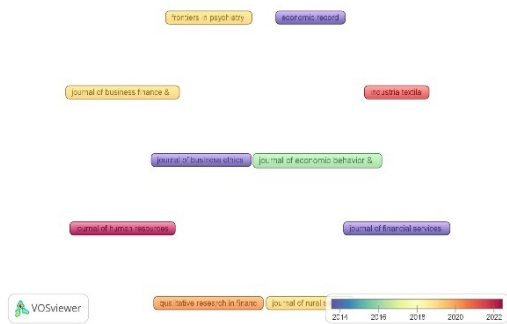 frontiers in psychiatry
economic record
journal of business finance &
industria textila
journal of business ethics
journal of economic behavior &
journal of human resources
journal of financial services
qualitative research in financ
journal of rural
VOSviewer
2014 2016 2018 2020 2022